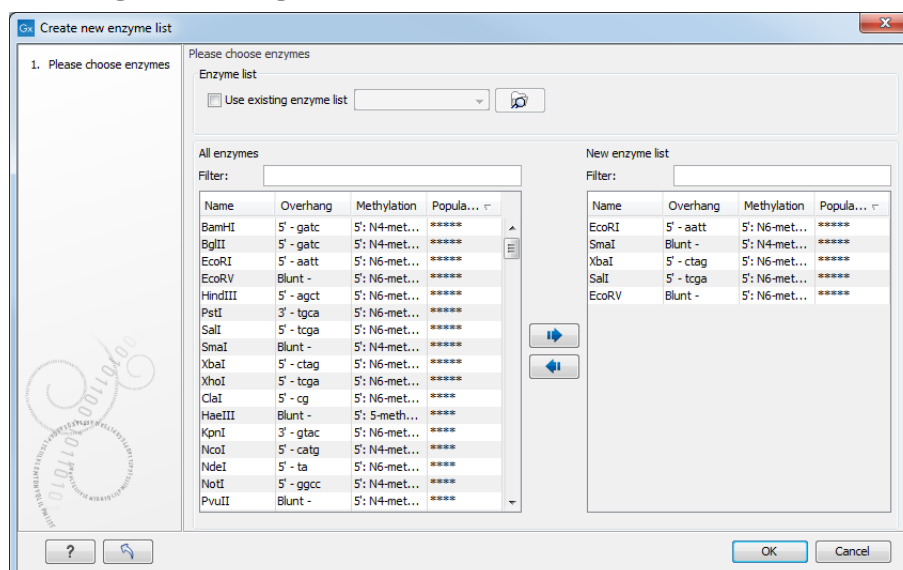 Gx Create new enzyme list
1. Please choose enzymes
Please choose enzymes
Enzyme list
Use existing enzyme list
All enzymes
Filter:
Name Overhang Methylation Popula...
BamHI 5' - gatc 5': N4-met... *****
BglII 5' - gatc 5': N4-met... *****
EcoRI 5' - aatt 5': N6-met... *****
EcoRV Blunt - 5': N6-met... *****
HindIII 5' - agct 5': N6-met... *****
PstI 3' - tgca 5': N6-met... *****
SalI 5' - tcga 5': N6-met... *****
SmaI Blunt - 5': N4-met... *****
XbaI 5' - ctag 5': N6-met... *****
XhoI 5' - tcga 5': N6-met... *****
ClaI 5' - cg 5': N6-met... ****
HaeIII Blunt - 5': 5-meth... ****
KpnI 3' - gtac 5': N6-met... ****
NcoI 5' - catg 5': N4-met... ****
NdeI 5' - ta 5': N6-met... ****
NotI 5' - ggcc 5': N4-met... ****
PvuII Blunt - 5': N4-met... ****
New enzyme list
Filter:
Name Overhang Methylation Popula...
EcoRI 5' - aatt 5': N6-met... *****
SmaI Blunt - 5': N4-met... *****
XbaI 5' - ctag 5': N6-met... *****
SalI 5' - tcga 5': N6-met... *****
EcoRV Blunt - 5': N6-met... *****
?
OK
Cancel